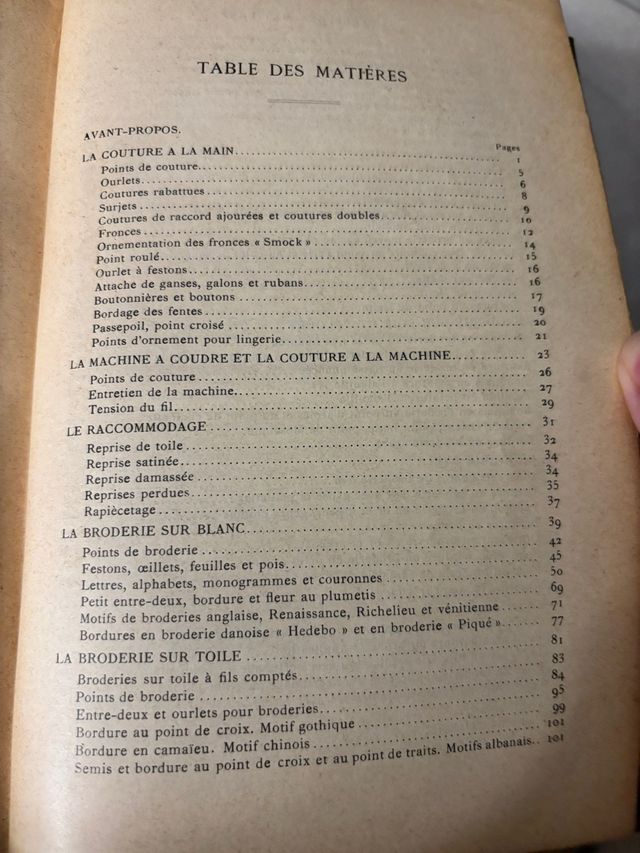 TABLE DES MATIÈRES
AVANT-PROPOS.
Pages
LA COUTURE A LA MAIN 1
Points de couture 5
Ourlets 6
Coutures rabattues 8
Surjets 9
Coutures de raccord ajourées et coutures doubles 10
Fronces 12
Ornementation des fronces « Smock » 14
Point roulé 15
Ourlet à festons 16
Attache de ganses, galons et rubans 16
Boutonnières et boutons 17
Bordage des fentes 19
Passepoil, point croisé 20
Points d'ornement pour lingerie 21
LA MACHINE A COUDRE ET LA COUTURE A LA MACHINE 23
Points de couture 26
Entretien de la machine 27
Tension du fil 29
LE RACCOMMODAGE 31
Reprise de toile 32
Reprise satinée 34
Reprise damassée 34
Reprises perdues 35
Rapiècetage 37
LA BRODERIE SUR BLANC 39
Points de broderie 42
Festons, œillets, feuilles et pois 45
Lettres, alphabets, monogrammes et couronnes 50
Petit entre-deux, bordure et fleur au plumetis 69
Motifs de broderies anglaise, Renaissance, Richelieu et vénitienne 71
Bordures en broderie danoise « Hedebo » et en broderie « Piqué » 77
LA BRODERIE SUR TOILE 81
Broderies sur toile à fils comptés 83
Points de broderie 84
Entre-deux et ourlets pour broderies 95
Bordure au point de croix. Motif gothique 99
Bordure en camaïeu. Motif chinois 101
Semis et bordure au point de croix et au point de traits. Motifs albanais 101